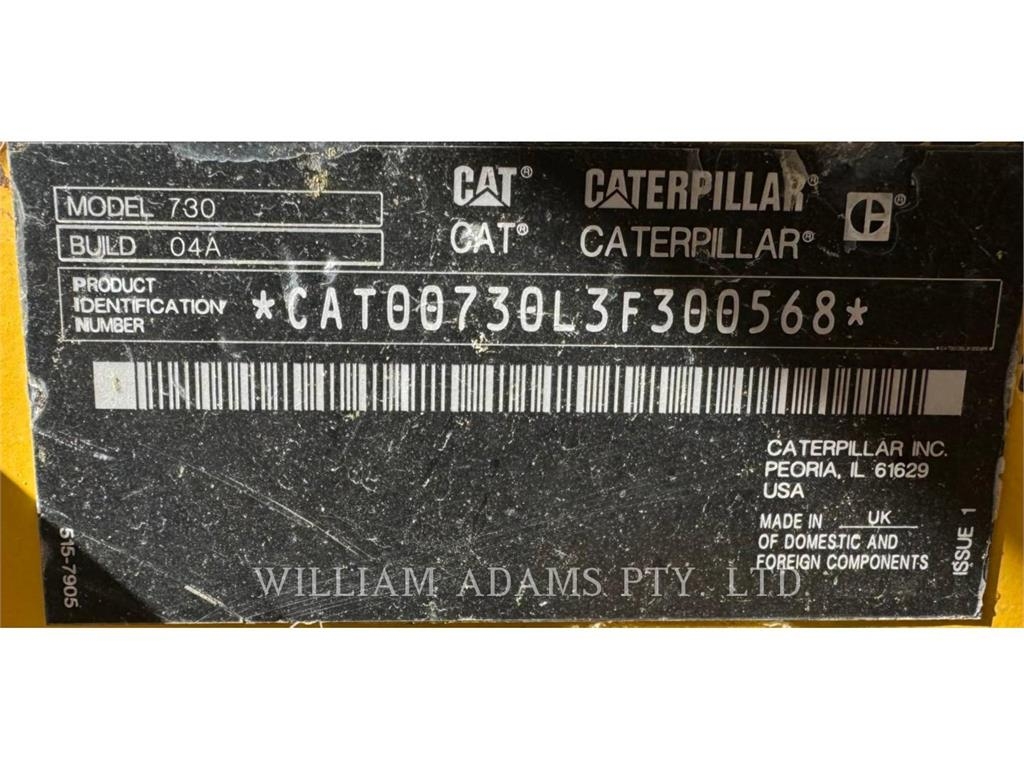 CAT® CATERPILLAR ®
MODEL 730
CAT® CATERPILLAR®
BUILD 04A
PRODUCT
IDENTIFICATION
NUMBER
*CAT00730L3F300568*
CATERPILLAR INC.
PEORIA, IL 61629
USA
MADE IN UK
OF DOMESTIC AND
FOREIGN COMPONENTS
ISSUE 1
515-7905
WILLIAM ADAMS PTY. LTD.